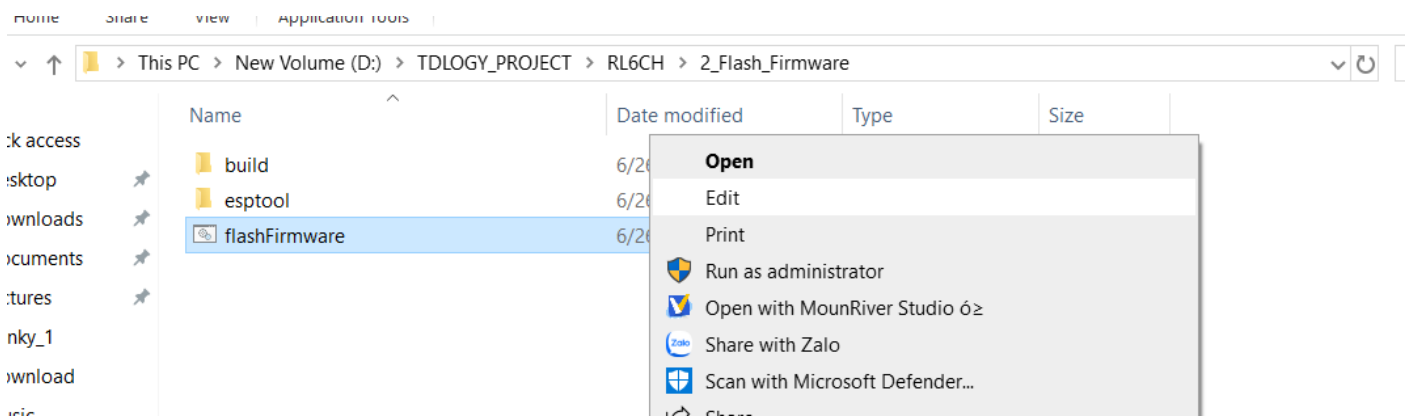 Home Share View Application Tools
This PC > New Volume (D:) > TDLOGY_PROJECT > RL6CH > 2_Flash_Firmware
Name Date modified Type Size
ck access
esktop
ownloads
ocuments
ctures
nky_1
ownload
usic
build 6/26
esptool 6/26
flashFirmware 6/26
Open
Edit
Print
Run as administrator
Open with MounRiver Studio ó≥
Zalo Share with Zalo
Scan with Microsoft Defender...
Share